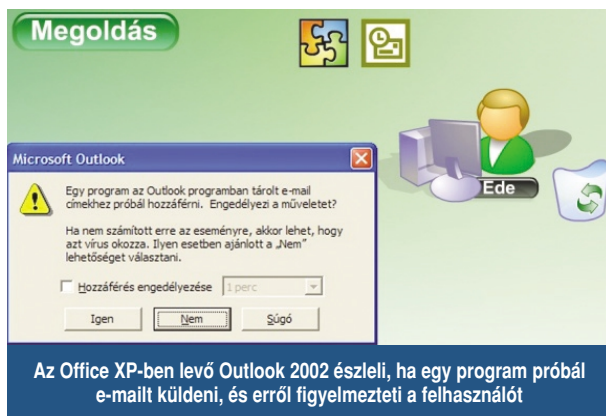 Megoldás
Ede
Microsoft Outlook
Egy program az Outlook programban tárolt e-mail
címekhez próbál hozzáférni. Engedélyezi a műveletet?
Ha nem számított erre az eseményre, akkor lehet, hogy
azt vírus okozza. Ilyen esetben ajánlott a „Nem"
lehetőséget választani.
Hozzáférés engedélyezése 1 perc
Igen Nem Súgó
Az Office XP-ben levő Outlook 2002 észleli, ha egy program próbál
e-mailt küldeni, és erről figyelmezteti a felhasználót